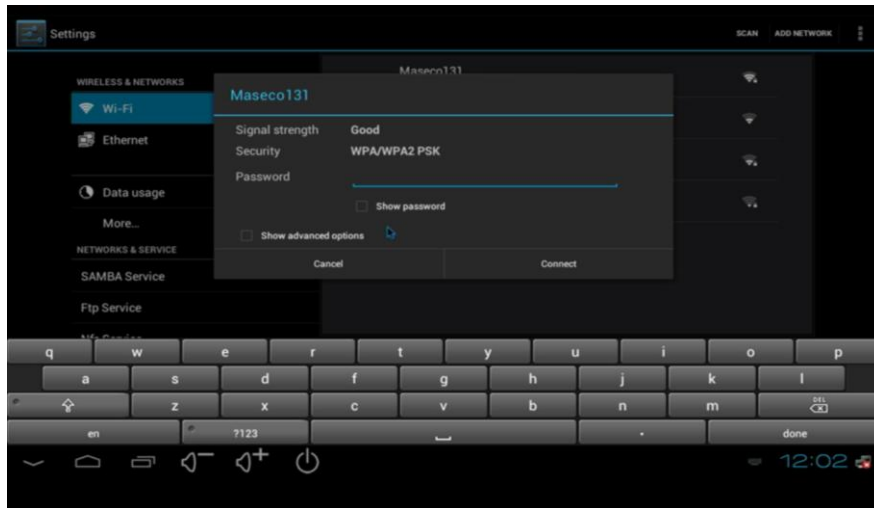 Settings
SCAN ADD NETWORK
WIRELESS & NETWORKS
Wi-Fi
Ethernet
Data usage
More...
NETWORKS & SERVICE
SAMBA Service
Ftp Service
Maseco131
Maseco131
Signal strength Good
Security WPA/WPA2 PSK
Password
Show password
Show advanced options
Cancel Connect
q w e r t y u i o p
a s d f g h j k l
z x c v b n m DEL
en ?123 . done
12:02